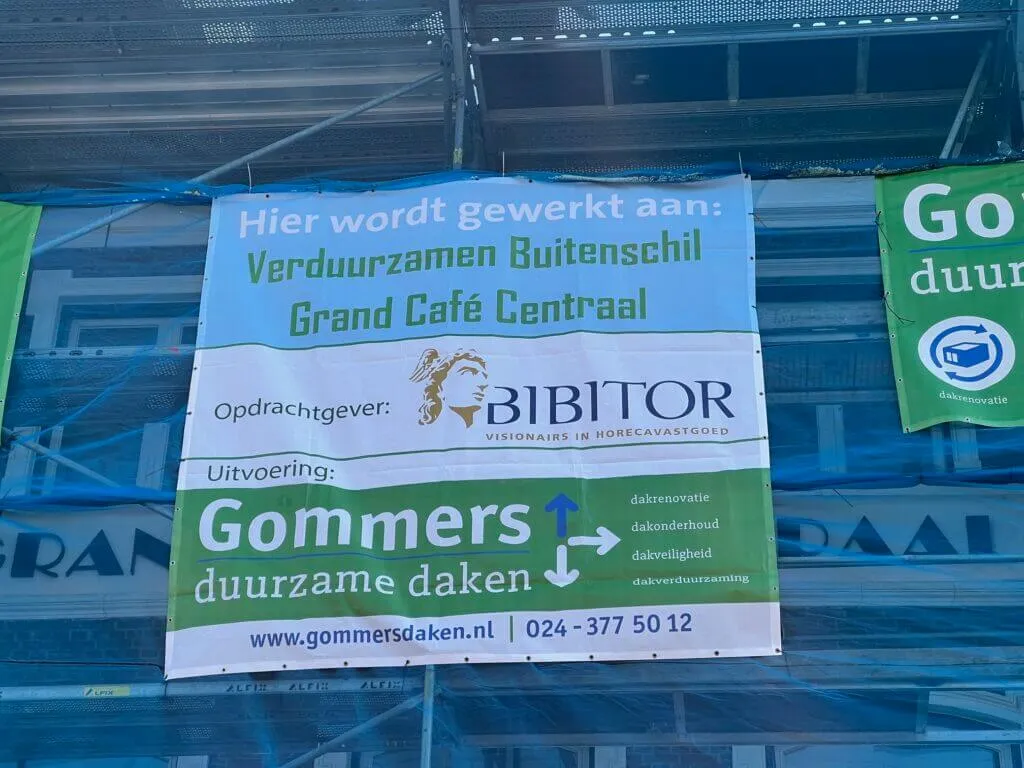 Hier wordt gewerkt aan:
Verduurzamen Buitenschil
Grand Café Centraal
Opdrachtgever:
BIBITOR
VISIONAIRS IN HORECAVASTGOED
Uitvoering:
Gommers
duurzame daken
dakrenovatie
dakonderhoud
dakveiligheid
dakverduurzaming
www.gommersdaken.nl | 024 - 377 50 12
Go
duur
dakrenovatie
GRAN
RAAL
ALFIX
ALFIX ALFIX ALFIX